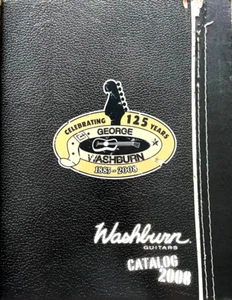 CELEBRATING 125 YEARS
GEORGE
WASHBURN
1883-2008
Washburn
GUITARS
CATALOG
2008